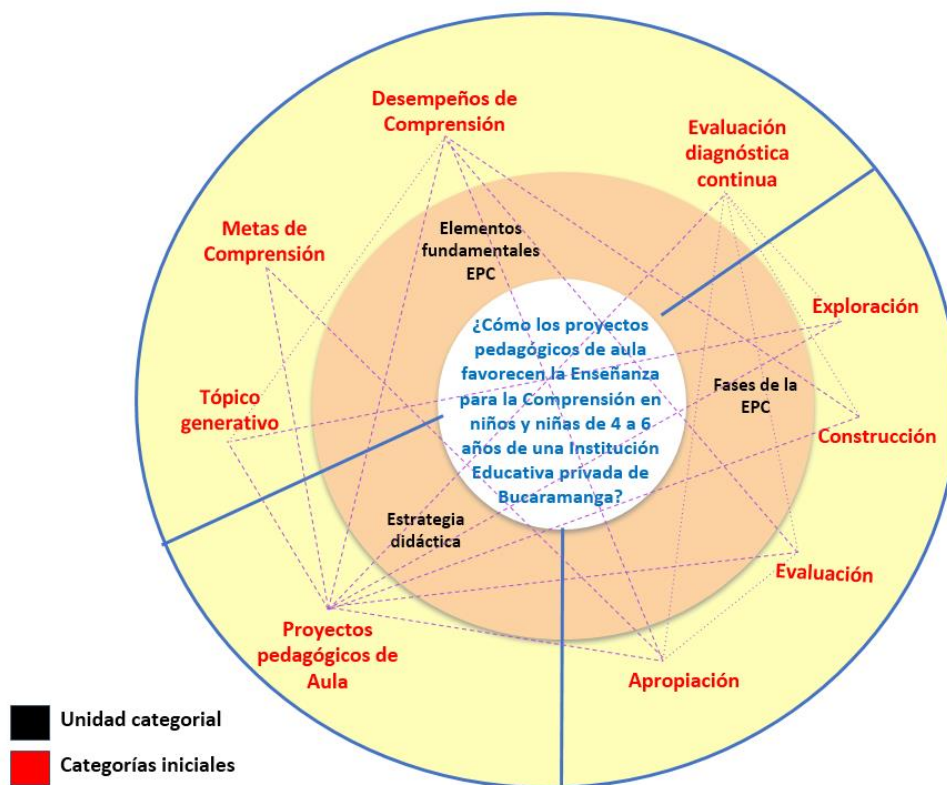 Desempeños de
Comprensión
Evaluación
diagnóstica
continua
Metas de
Comprensión
Elementos
fundamentales
EPC
Exploración
¿Cómo los proyectos
pedagógicos de aula
favorecen la Enseñanza
para la Comprensión en
niños y niñas de 4 a 6
años de una Institución
Educativa privada de
Bucaramanga?
Fases de la
EPC
Tópico
generativo
Construcción
Estrategia
didáctica
Evaluación
Proyectos
pedagógicos de
Aula
Apropiación
Unidad categorial
Categorías iniciales